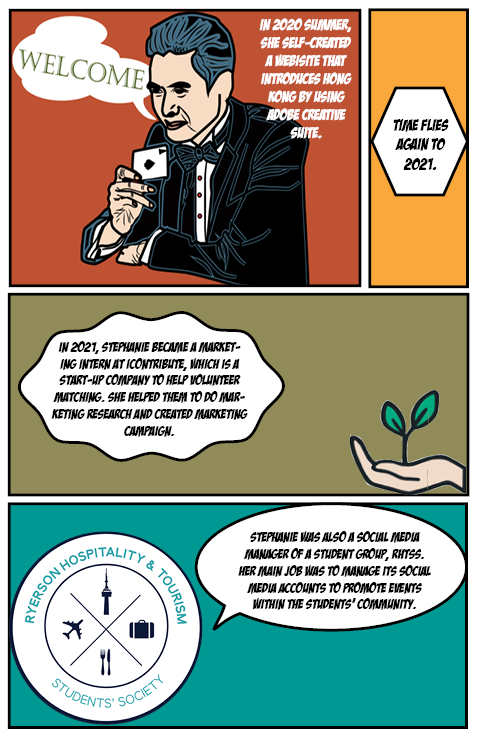 WELCOME
IN 2020 SUMMER,
SHE SELF-CREATED
A WEBISITE THAT
INTRODUCES HONG
KONG BY USING
ADOBE CREATIVE
SUITE.
TIME FLIES
AGAIN TO
2021.
IN 2021, STEPHANIE BECAME A MARKET-
ING INTERN AT ICONTRIBUTE, WHICH IS A
START-UP COMPANY TO HELP VOLUNTEER
MATCHING. SHE HELPED THEM TO DO MAR-
KETING RESEARCH AND CREATED MARKETING
CAMPAIGN.
STEPHANIE WAS ALSO A SOCIAL MEDIA
MANAGER OF A STUDENT GROUP, RHTSS.
HER MAIN JOB WAS TO MANAGE ITS SOCIAL
MEDIA ACCOUNTS TO PROMOTE EVENTS
WITHIN THE STUDENTS' COMMUNITY.
RYERSON HOSPITALITY & TOURISM
STUDENTS' SOCIETY